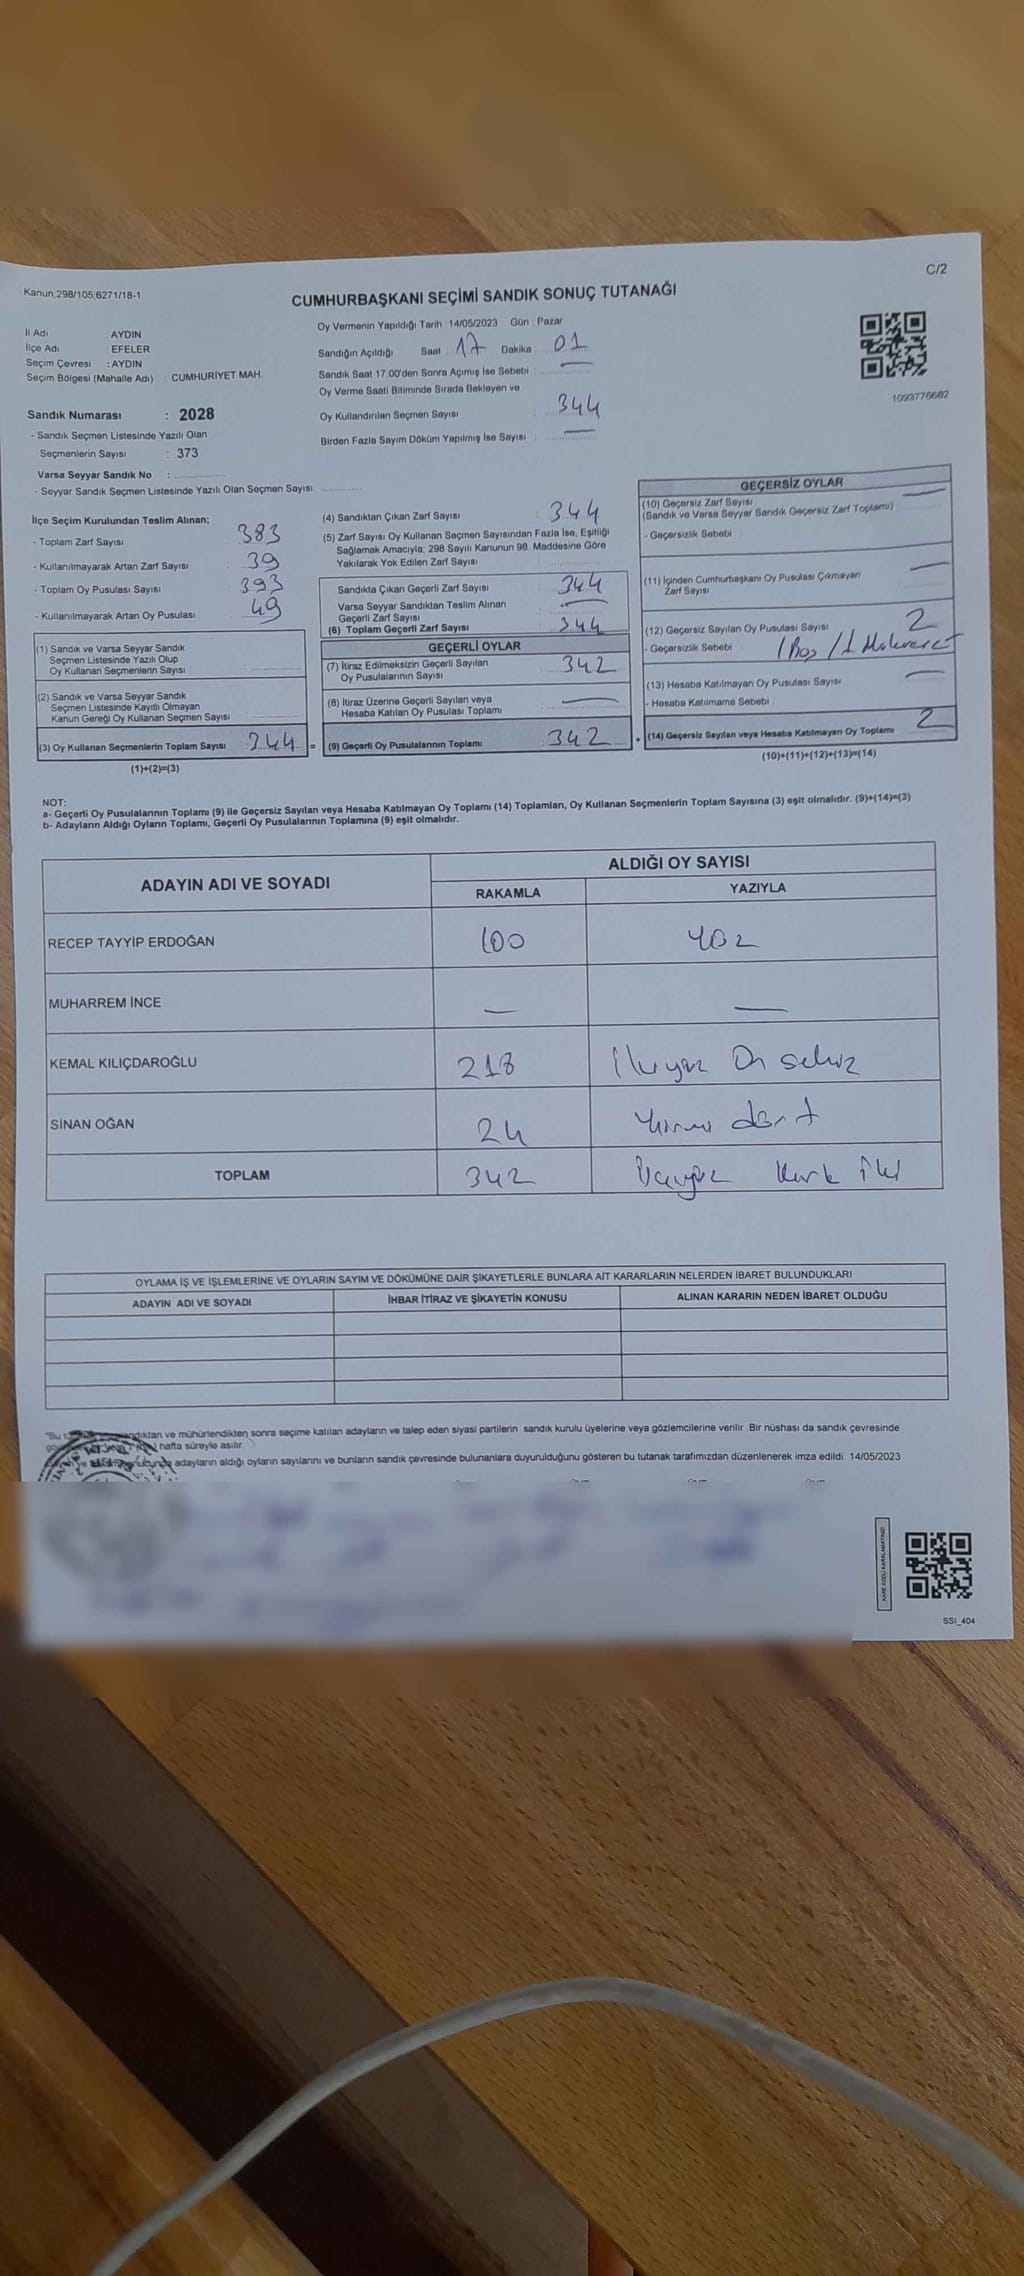 C/2
Kanun;298/105;6271/18-1
CUMHURBAŞKANI SEÇİMİ SANDIK SONUÇ TUTANAĞI
İl Adı : AYDIN
İlçe Adı : EFELER
Seçim Çevresi : AYDIN
Seçim Bölgesi (Mahalle Adı) : CUMHURİYET MAH.
Sandık Numarası : 2028
- Sandık Seçmen Listesinde Yazılı Olan
Seçmenlerin Sayısı : 373
Varsa Seyyar Sandık No :
- Seyyar Sandık Seçmen Listesinde Yazılı Olan Seçmen Sayısı:
Oy Vermenin Yapıldığı Tarih : 14/05/2023 Gün : Pazar
Sandığın Açıldığı Saat 17 Dakika 01
Sandık Saat 17:00'den Sonra Açımış İse Sebebi : —
Oy Verme Saati Bitiminde Sırada Bekleyen ve
Oy Kullandırılan Seçmen Sayısı : 344
Birden Fazla Sayım Döküm Yapılmış İse Sayısı : —
1093776682
İlçe Seçim Kurulundan Teslim Alınan;
- Toplam Zarf Sayısı : 383
- Kullanılmayarak Artan Zarf Sayısı : 39
- Toplam Oy Pusulası Sayısı : 393
- Kullanılmayarak Artan Oy Pusulası : 49
(1) Sandık ve Varsa Seyyar Sandık
Seçmen Listesinde Yazılı Olup
Oy Kullanan Seçmenlerin Sayısı :
(2) Sandık ve Varsa Seyyar Sandık
Seçmen Listesinde Kayıtlı Olmayan
Kanun Gereği Oy Kullanan Seçmen Sayısı :
(3) Oy Kullanan Seçmenlerin Toplam Sayısı : 344 =
(1)+(2)=(3)
(4) Sandıktan Çıkan Zarf Sayısı : 344
(5) Zarf Sayısı Oy Kullanan Seçmen Sayısından Fazla İse, Eşitliği
Sağlamak Amacıyla; 298 Sayılı Kanunun 98. Maddesine Göre
Yakılarak Yok Edilen Zarf Sayısı :
Sandıkta Çıkan Geçerli Zarf Sayısı : 344
Varsa Seyyar Sandıktan Teslim Alınan
Geçerli Zarf Sayısı : —
(6) Toplam Geçerli Zarf Sayısı : 344
GEÇERLİ OYLAR
(7) İtiraz Edilmeksizin Geçerli Sayılan
Oy Pusulalarının Sayısı : 342
(8) İtiraz Üzerine Geçerli Sayılan veya
Hesaba Katılan Oy Pusulası Toplamı : —
(9) Geçerli Oy Pusulalarının Toplamı : 342 +
GEÇERSİZ OYLAR
(10) Geçersiz Zarf Sayısı : —
(Sandık ve Varsa Seyyar Sandık Geçersiz Zarf Toplamı)
- Geçersizlik Sebebi :
(11) İçinden Cumhurbaşkanı Oy Pusulası Çıkmayan
Zarf Sayısı : —
(12) Geçersiz Sayılan Oy Pusulası Sayısı : 2
- Geçersizlik Sebebi : 1 Boş / 1
(13) Hesaba Katılmayan Oy Pusulası Sayısı : —
- Hesaba Katılmama Sebebi :
(14) Geçersiz Sayılan veya Hesaba Katılmayan Oy Toplamı : 2
(10)+(11)+(12)+(13)=(14)
NOT:
a- Geçerli Oy Pusulalarının Toplamı (9) ile Geçersiz Sayılan veya Hesaba Katılmayan Oy Toplamı (14) Toplamları, Oy Kullanan Seçmenlerin Toplam Sayısına (3) eşit olmalıdır. (9)+(14)=(3)
b- Adayların Aldığı Oyların Toplamı, Geçerli Oy Pusulalarının Toplamına (9) eşit olmalıdır.
ADAYIN ADI VE SOYADI ALDIĞI OY SAYISI
RAKAMLA YAZIYLA
RECEP TAYYİP ERDOĞAN 100 yüz
MUHARREM İNCE — —
KEMAL KILIÇDAROĞLU 218 İkiyüz On sekiz
SİNAN OĞAN 24 Yirmi dört
TOPLAM 342 Üçyüz kırk iki
OYLAMA İŞ VE İŞLEMLERİNE VE OYLARIN SAYIM VE DÖKÜMÜNE DAİR ŞİKAYETLERLE BUNLARA AİT KARARLARIN NELERDEN İBARET BULUNDUKLARI
ADAYIN ADI VE SOYADI İHBAR İTİRAZ VE ŞİKAYETİN KONUSU ALINAN KARARIN NEDEN İBARET OLDUĞU
"Bu mühürlendikten sonra seçime katılan adayların ve talep eden siyasi partilerin sandık kurulu üyelerine veya gözlemcilerine verilir. Bir nüshası da sandık çevresinde
hafta süreyle asılır.
adayların aldığı oyların sayılarını ve bunların sandık çevresinde bulunanlara duyurulduğunu gösteren bu tutanak tarafımızdan düzenlenerek imza edildi. 14/05/2023
KARE KODU KARALAMAYINIZ!
SSI_404